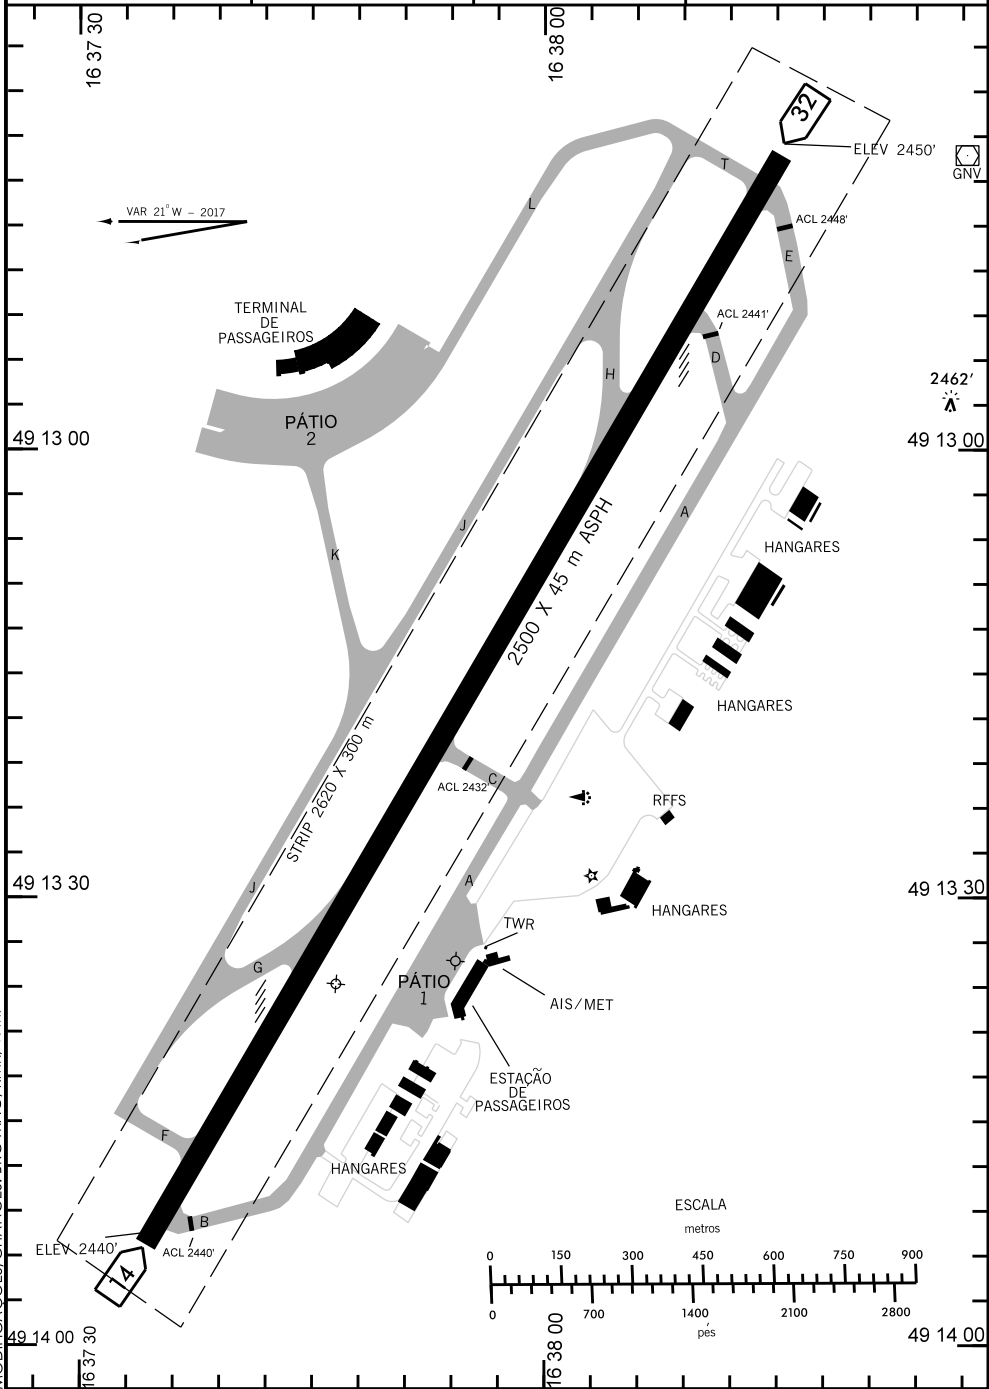 16 37 30
16 38 00
32
ELEV 2450'
GNV
T
L
VAR 21°W – 2017
ACL 2448'
E
TERMINAL
DE
PASSAGEIROS
ACL 2441'
D
H
2462'
PÁTIO
2
49 13 00
49 13 00
J
A
K
2500 X 45 m ASPH
HANGARES
HANGARES
STRIP 2620 X 300 m
C
ACL 2432'
RFFS
J
A
49 13 30
49 13 30
HANGARES
TWR
G
PÁTIO
1
AIS/MET
ESTAÇÃO
DE
PASSAGEIROS
F
HANGARES
B
ELEV 2440'
ACL 2440'
14
ESCALA
metros
0 150 300 450 600 750 900
0 700 1400 2100 2800
pés
49 14 00
49 14 00
16 37 30
16 38 00